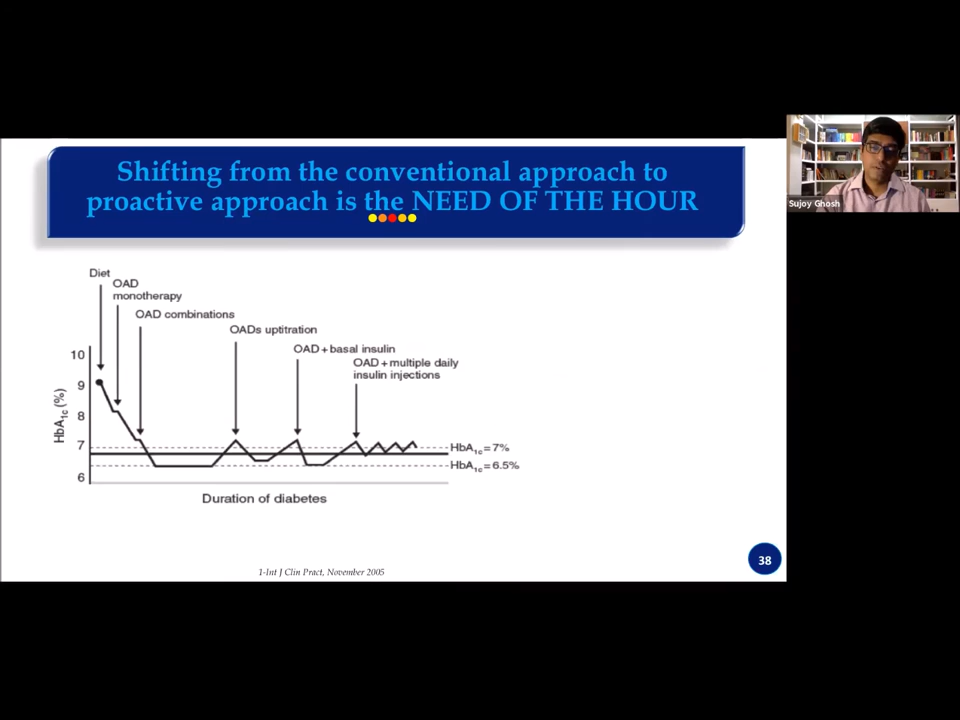 Shifting from the conventional approach to
proactive approach is the NEED OF THE HOUR
Sujoy Ghosh
Diet
OAD
monotherapy
OAD combinations
OADs uptitration
OAD + basal insulin
OAD + multiple daily
insulin injections
10
9
8
7
6
HbA1c (%)
HbA1c = 7%
HbA1c = 6.5%
Duration of diabetes
1-Int J Clin Pract, November 2005
38